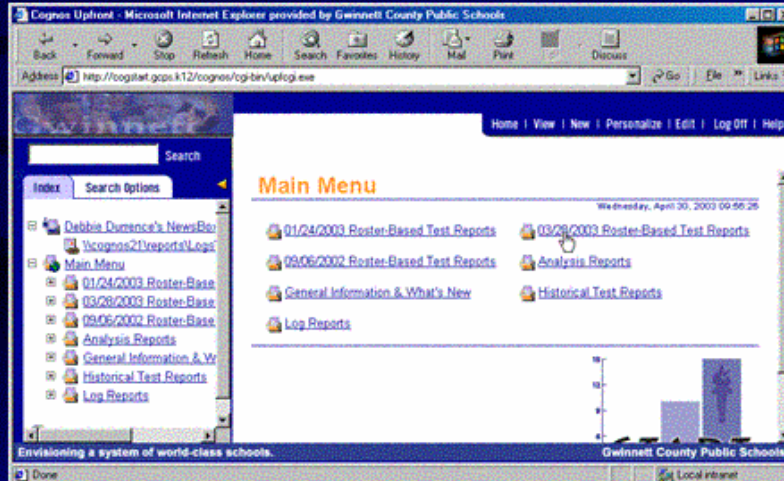 Cognos Upfront - Microsoft Internet Explorer provided by Gwinnett County Public Schools
Back Forward Stop Refresh Home Search Favorites History Mail Print Discuss
Address http://cogstart.gcps.k12/cognos/cgi-bin/upfcgi.exe Go File » Links
Gwinnett
Home | View | New | Personalize | Edit | Log Off | Help
Search
Index Search Options
Main Menu
Wednesday, April 30, 2003 09:56:26
Debbie Durrence's NewsBo
\\cognos21\reports\Logs
Main Menu
01/24/2003 Roster-Base
03/28/2003 Roster-Base
09/06/2002 Roster-Base
Analysis Reports
General Information & W
Historical Test Reports
Log Reports
01/24/2003 Roster-Based Test Reports
03/28/2003 Roster-Based Test Reports
09/06/2002 Roster-Based Test Reports
Analysis Reports
General Information & What's New
Historical Test Reports
Log Reports
START
Envisioning a system of world-class schools. Gwinnett County Public Schools
Done Local intranet